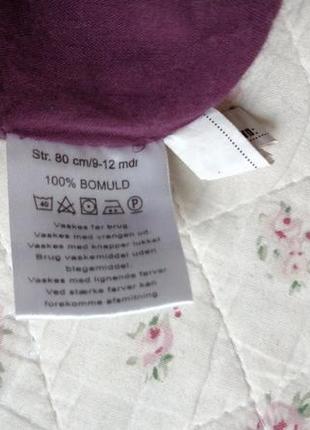 Str. 80 cm/9-12 mdr
100% BOMULD
40 P
Vaskes før brug.
Vaskes med vrangen ud.
Vaskes med knapper lukket
Brug vaskemiddel uden
blegemiddel.
Vaskes med lignende farver
Ved stærke farver kan
forekomme afsmitning